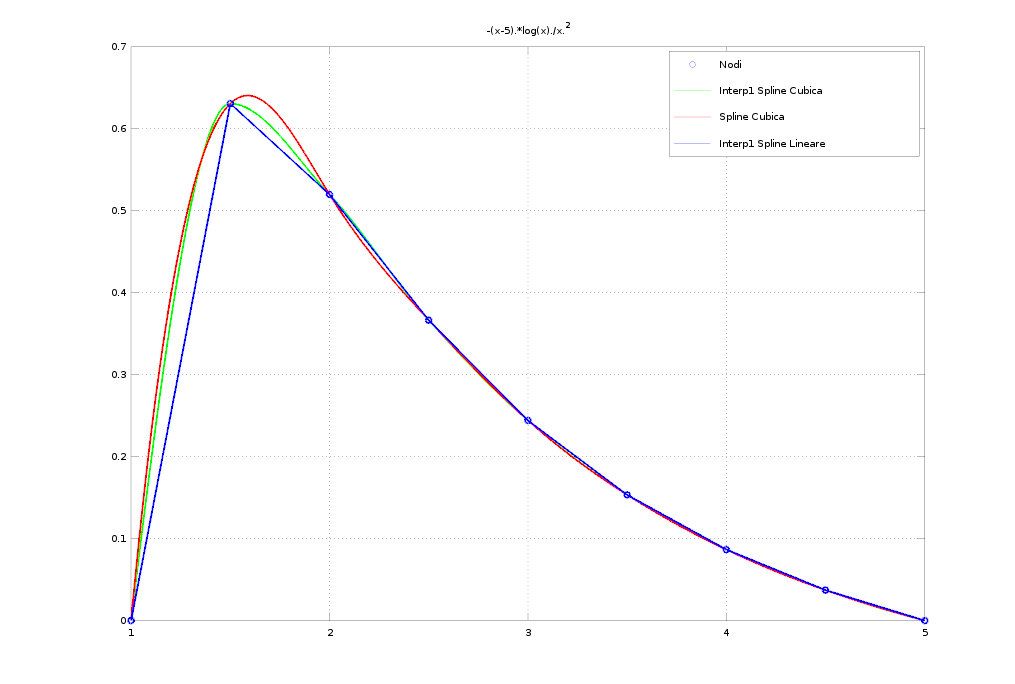 -(x-5).*log(x)./x.²
0.7
0.6
0.5
0.4
0.3
0.2
0.1
0
1
2
3
4
5
Nodi
Interp1 Spline Cubica
Spline Cubica
Interp1 Spline Lineare